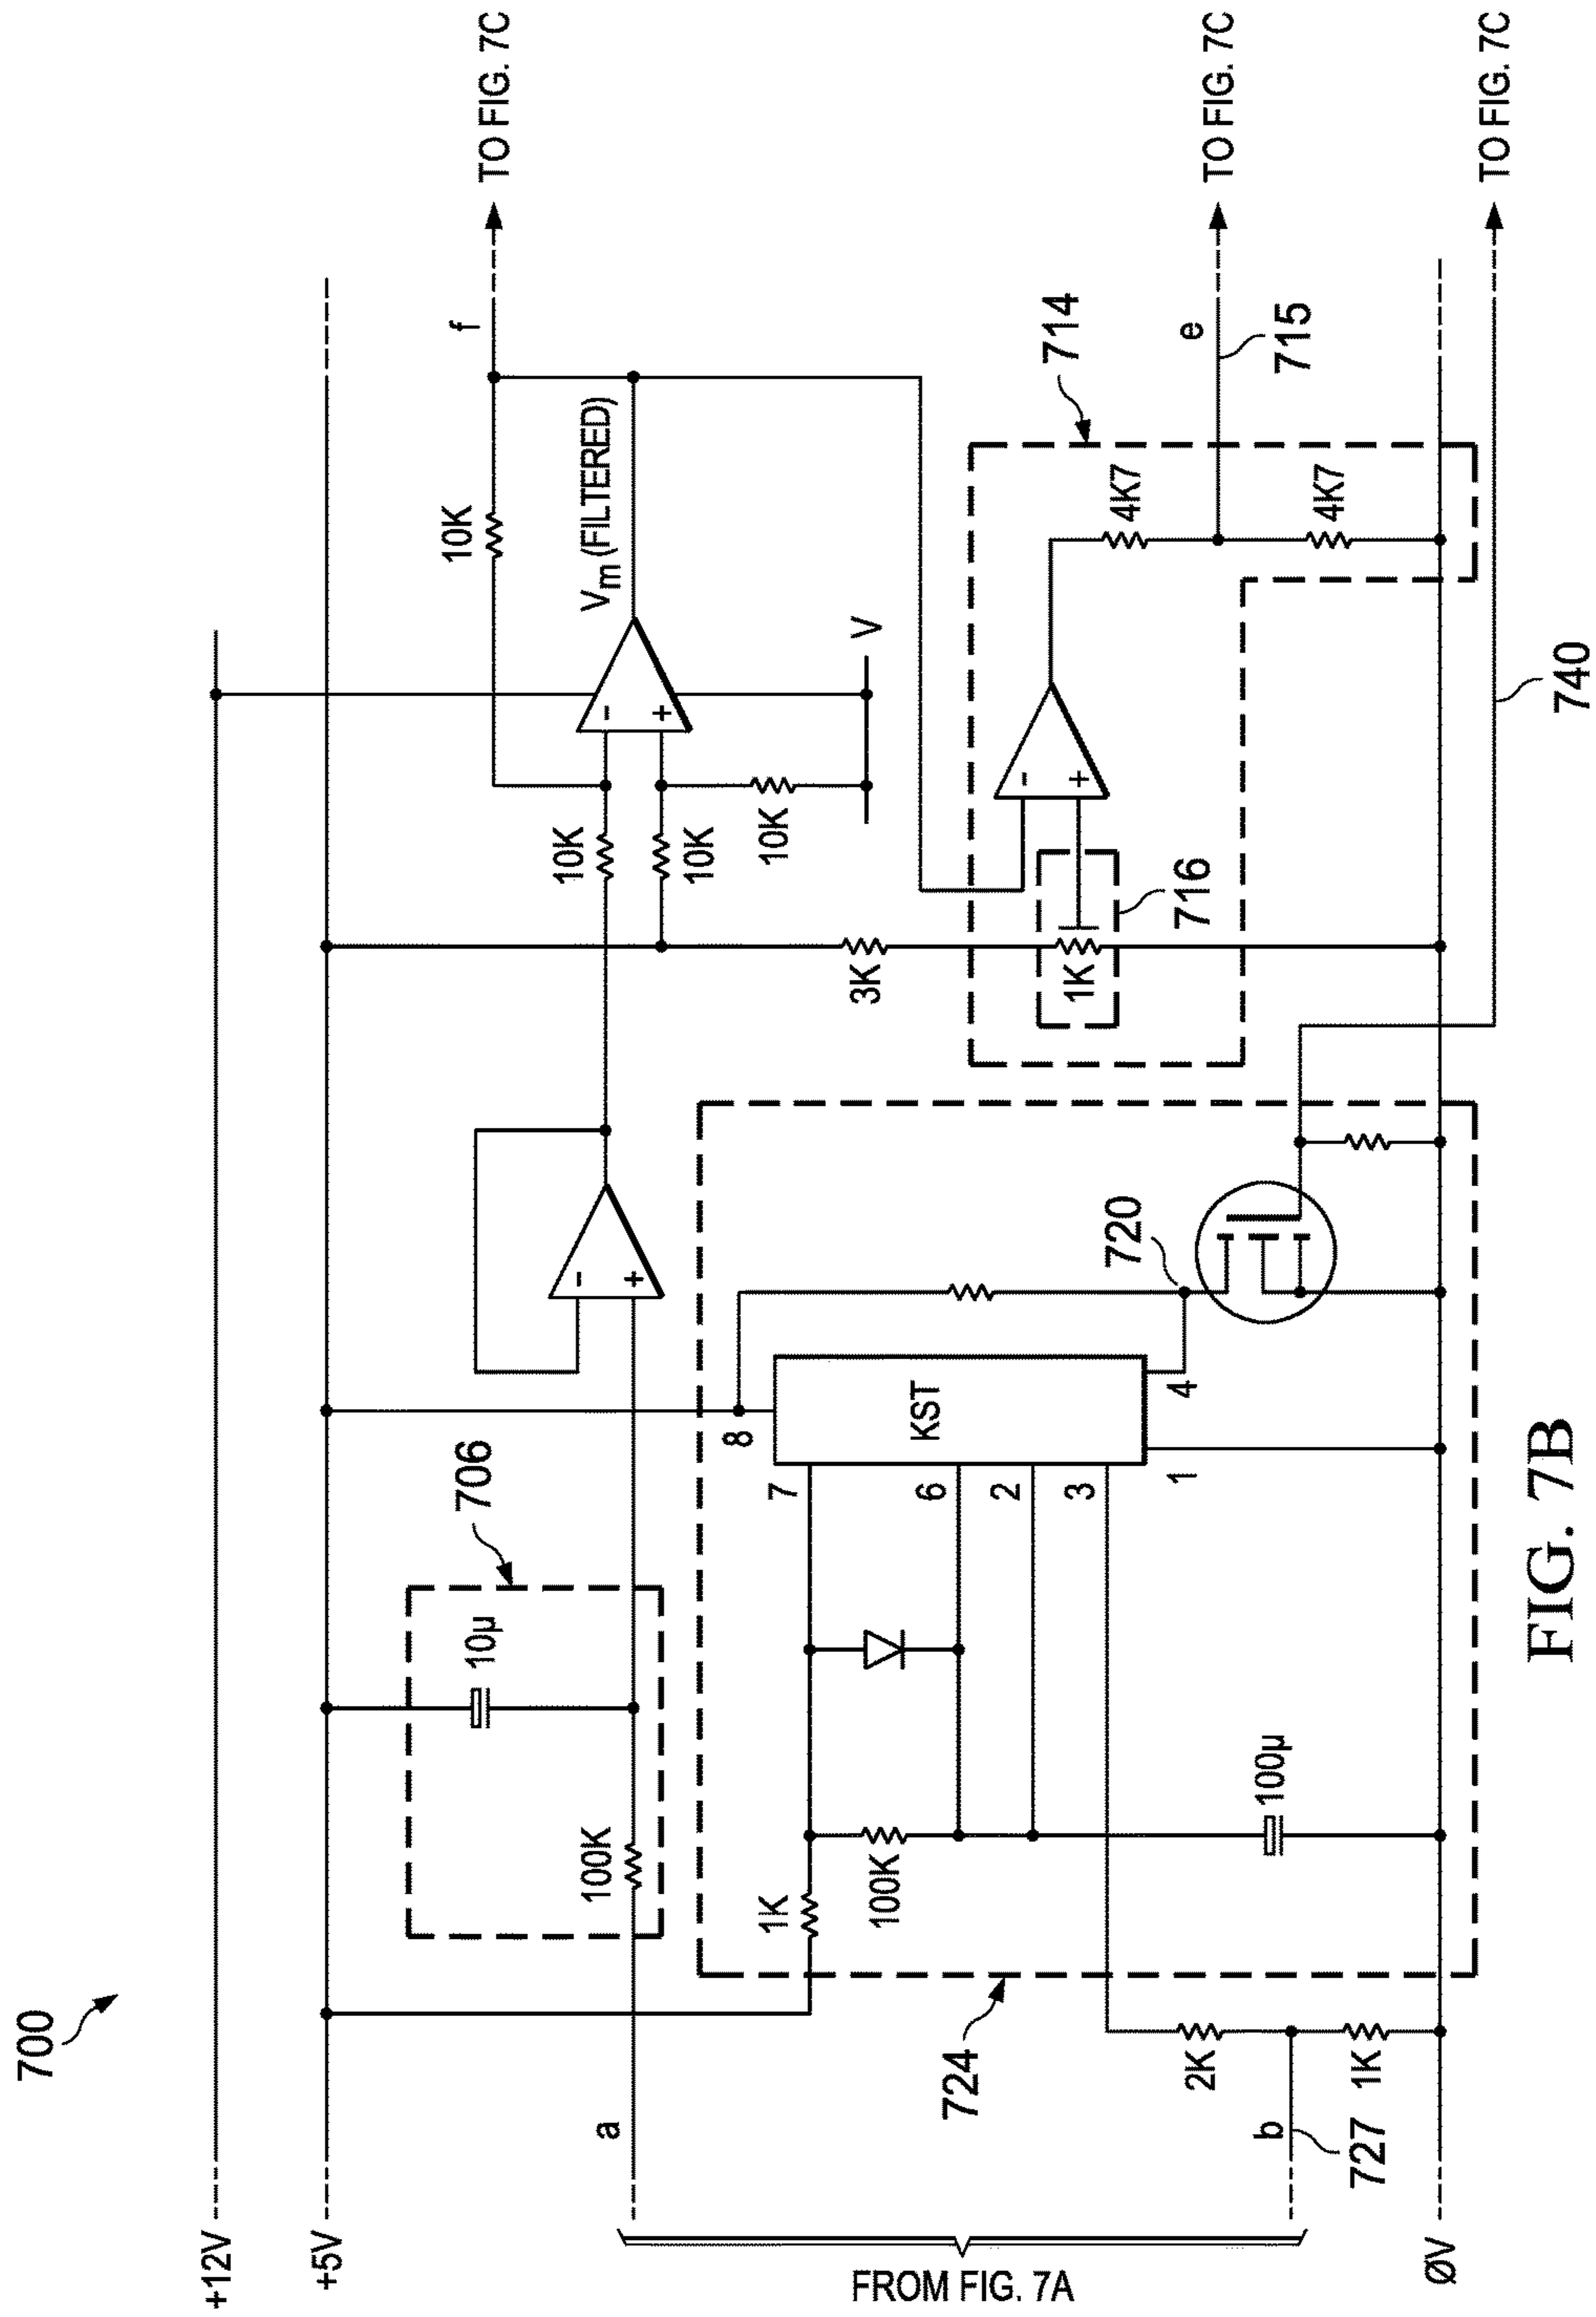 700
+12V
+5V
a
FROM FIG. 7A
b
727
ØV
706
10µ
100K
724
1K
100K
100µ
2K
1K
KST
8
7
6
2
3
1
4
720
-
+
10K
10K
10K
10K
-
+
Vm (FILTERED)
V
f
TO FIG. 7C
3K
1K
716
-
+
714
4K7
4K7
e
715
TO FIG. 7C
740
TO FIG. 7C
FIG. 7B